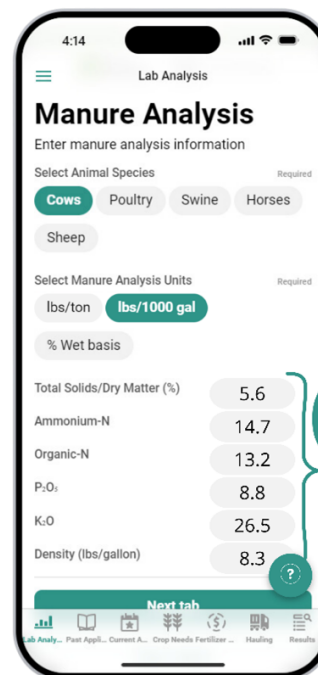 4:14
Lab Analysis
Manure Analysis
Enter manure analysis information
Select Animal Species Required
Cows Poultry Swine Horses
Sheep
Select Manure Analysis Units Required
lbs/ton lbs/1000 gal
% Wet basis
Total Solids/Dry Matter (%) 5.6
Ammonium-N 14.7
Organic-N 13.2
P₂O₃ 8.8
K₂O 26.5
Density (lbs/gallon) 8.3
?
Next tab
Lab Analy... Past Appli... Current A... Crop Needs Fertilizer ... Hauling Results